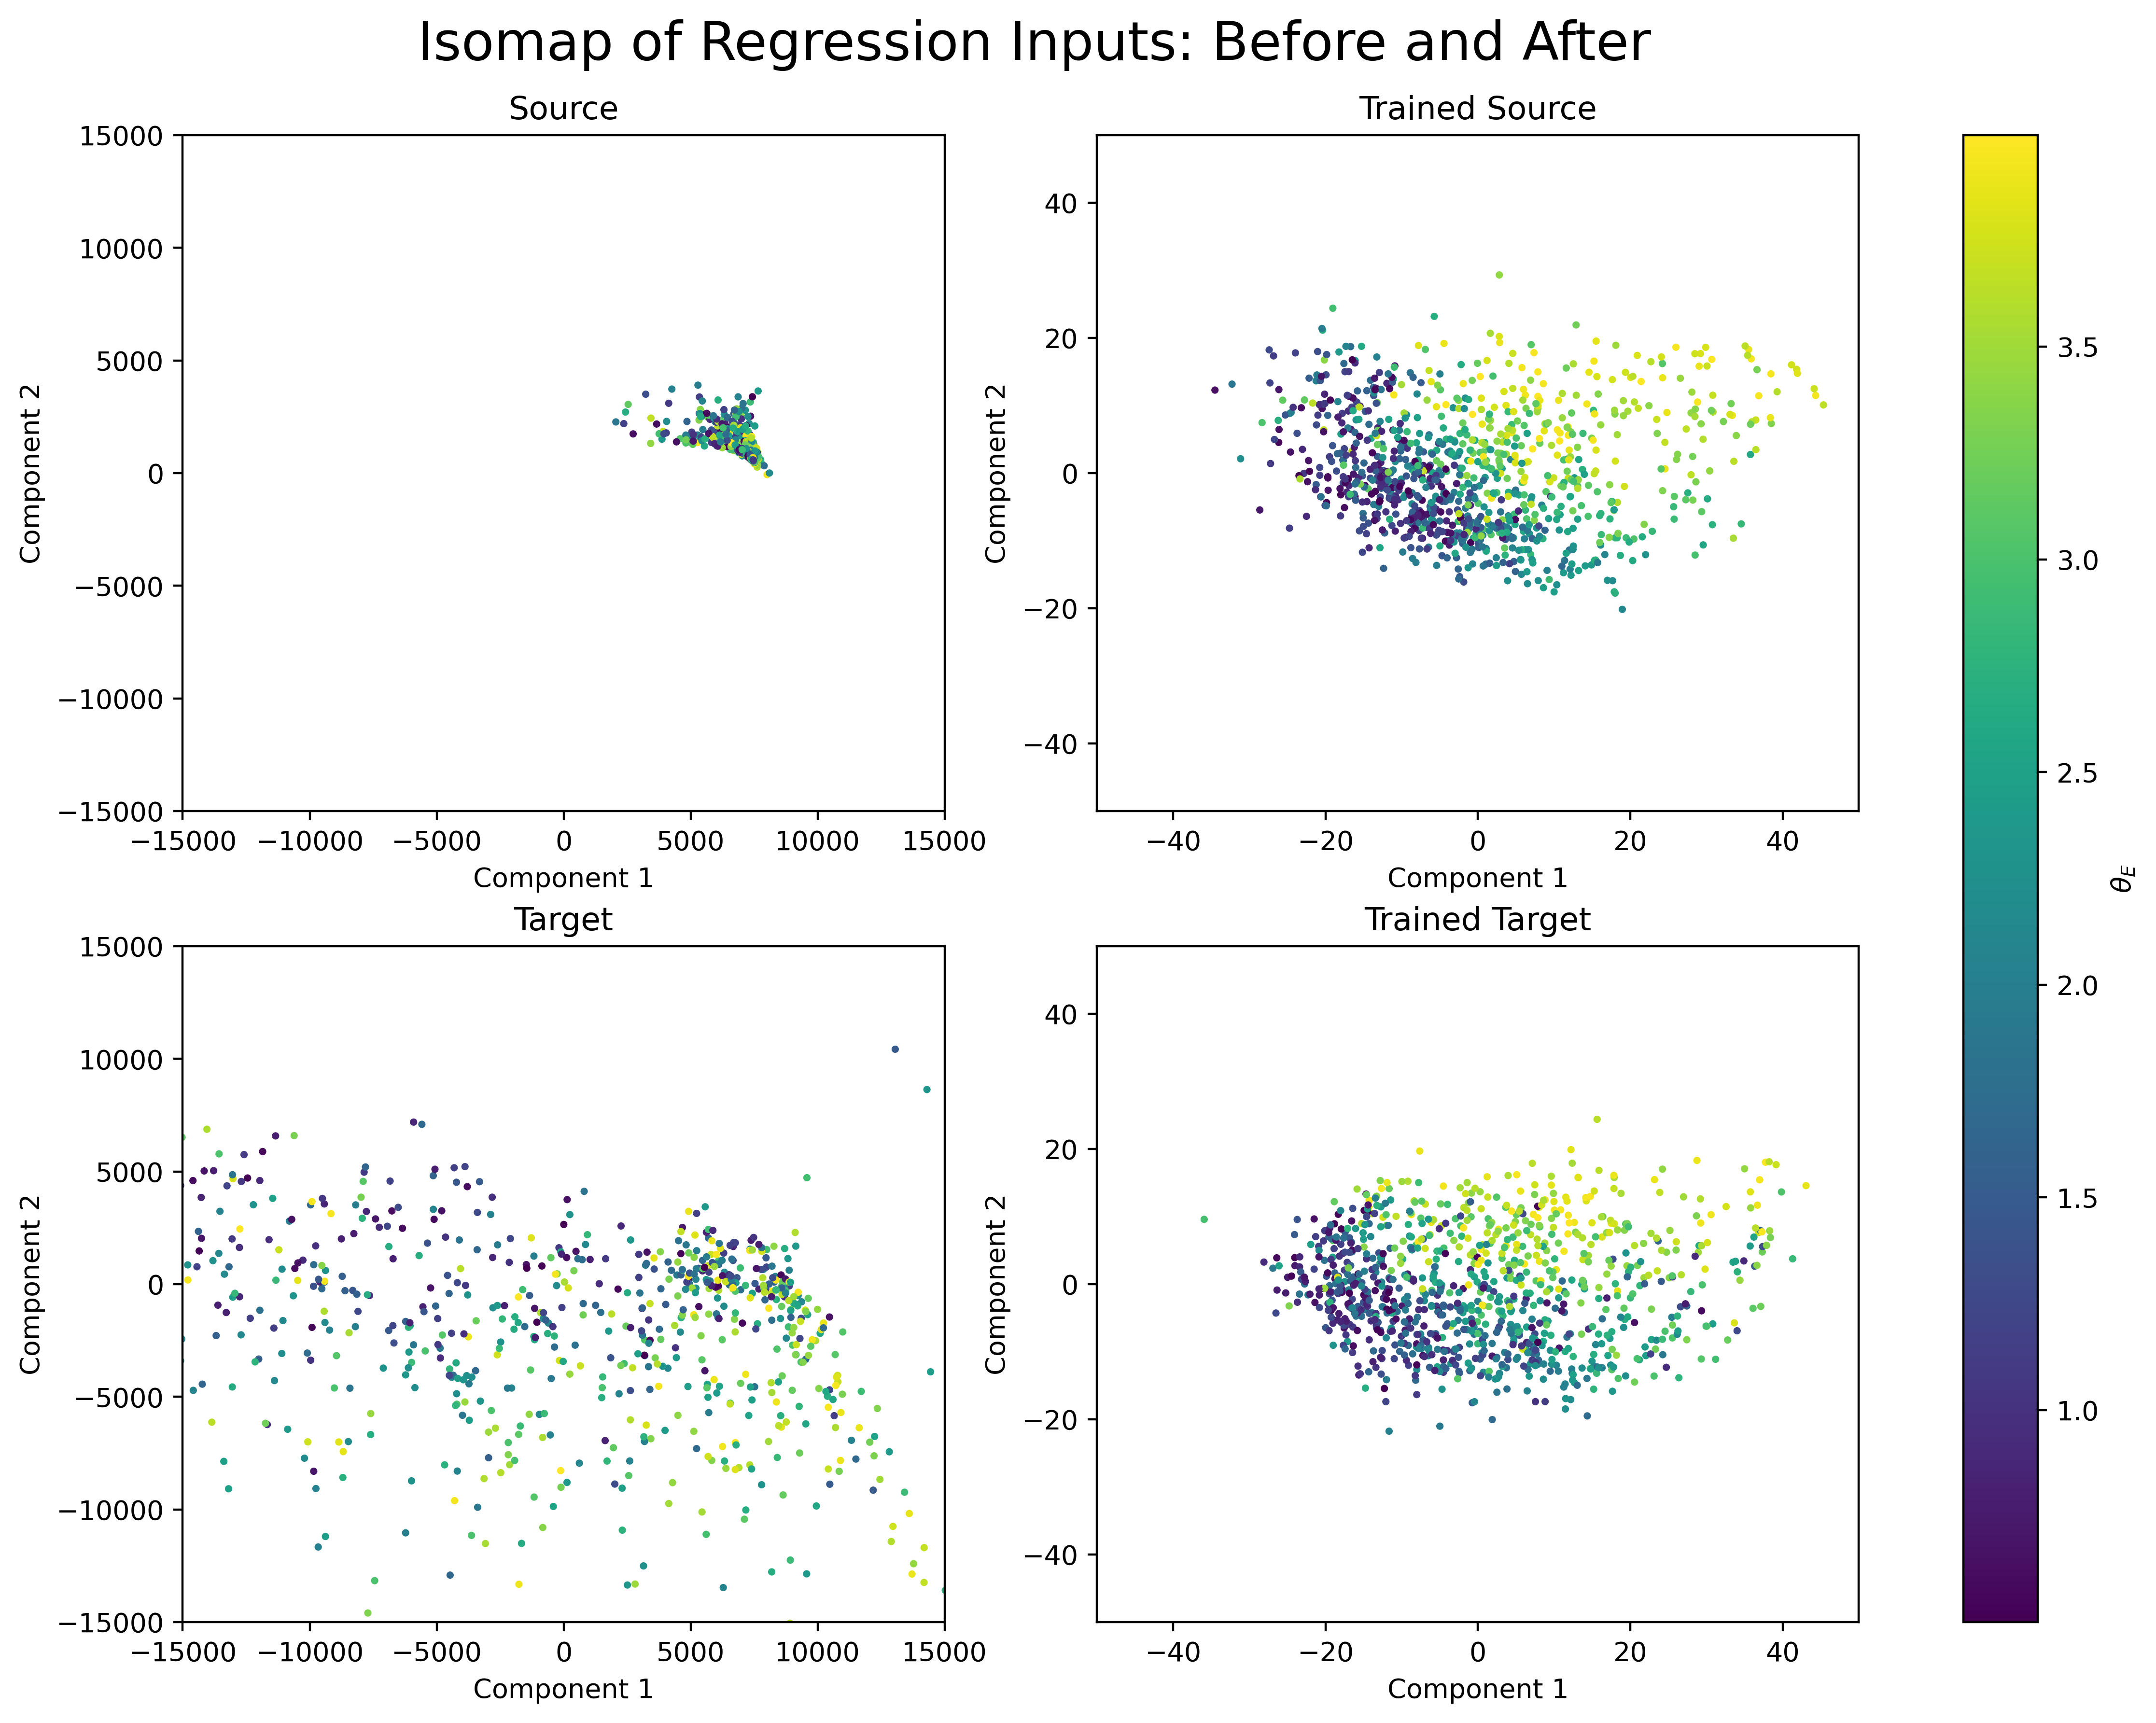 Isomap of Regression Inputs: Before and After
Source
15000
10000
5000
0
−5000
−10000
−15000
Component 2
−15000 −10000 −5000 0 5000 10000 15000
Component 1
Trained Source
40
20
0
−20
−40
Component 2
−40 −20 0 20 40
Component 1
Target
15000
10000
5000
0
−5000
−10000
−15000
Component 2
−15000 −10000 −5000 0 5000 10000 15000
Component 1
Trained Target
40
20
0
−20
−40
Component 2
−40 −20 0 20 40
Component 1
3.5
3.0
2.5
2.0
1.5
1.0
θ_E